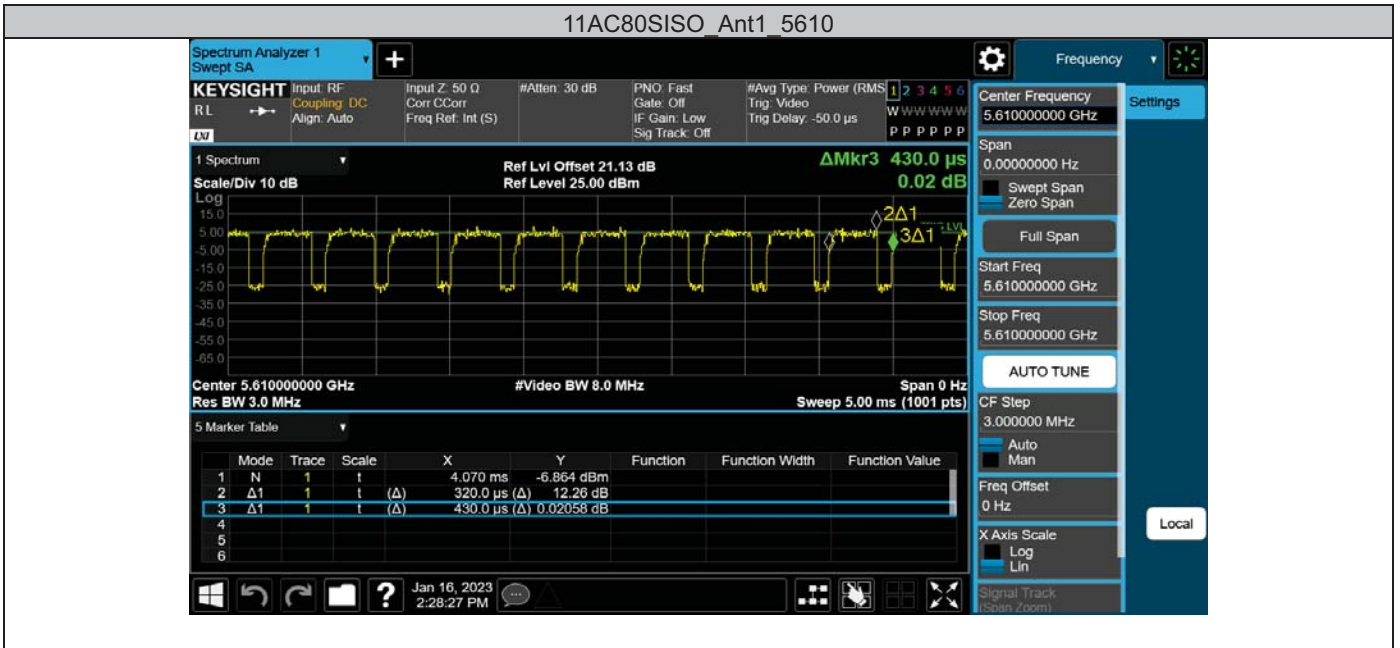 11AC80SISO_Ant1_5610
Spectrum Analyzer 1
Swept SA
Frequency
KEYSIGHT
RL
LXI
Input: RF
Coupling: DC
Align: Auto
Input Z: 50 Ω
Corr CCorr
Freq Ref: Int (S)
#Atten: 30 dB
PNO: Fast
Gate: Off
IF Gain: Low
Sig Track: Off
#Avg Type: Power (RMS
Trig: Video
Trig Delay: -50.0 µs
1 2 3 4 5 6
W W W W W W
P P P P P P
1 Spectrum
Scale/Div 10 dB
Ref Lvl Offset 21.13 dB
Ref Level 25.00 dBm
ΔMkr3 430.0 µs
0.02 dB
Log
15.0
5.00
-5.00
-15.0
-25.0
-35.0
-45.0
-55.0
-65.0
2Δ1
1
3Δ1
LVL
Center 5.610000000 GHz
Res BW 3.0 MHz
#Video BW 8.0 MHz
Span 0 Hz
Sweep 5.00 ms (1001 pts)
5 Marker Table
Mode Trace Scale X Y Function Function Width Function Value
1 N 1 t 4.070 ms -6.864 dBm
2 Δ1 1 t (Δ) 320.0 µs (Δ) 12.26 dB
3 Δ1 1 t (Δ) 430.0 µs (Δ) 0.02058 dB
4
5
6
?
Jan 16, 2023
2:28:27 PM
Center Frequency
5.610000000 GHz
Settings
Span
0.00000000 Hz
Swept Span
Zero Span
Full Span
Start Freq
5.610000000 GHz
Stop Freq
5.610000000 GHz
AUTO TUNE
CF Step
3.000000 MHz
Auto
Man
Freq Offset
0 Hz
X Axis Scale
Log
Lin
Signal Track
(Span Zoom)
Local